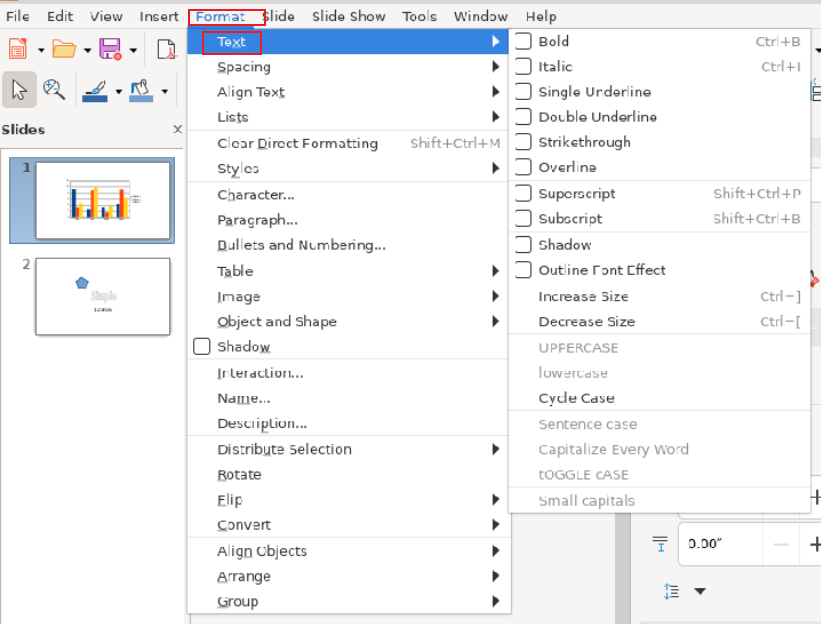 File Edit View Insert Format Slide Slide Show Tools Window Help
Text
Spacing
Align Text
Lists
Clear Direct Formatting Shift+Ctrl+M
Styles
Character...
Paragraph...
Bullets and Numbering...
Table
Image
Object and Shape
Shadow
Interaction...
Name...
Description...
Distribute Selection
Rotate
Flip
Convert
Align Objects
Arrange
Group
Bold Ctrl+B
Italic Ctrl+I
Single Underline
Double Underline
Strikethrough
Overline
Superscript Shift+Ctrl+P
Subscript Shift+Ctrl+B
Shadow
Outline Font Effect
Increase Size Ctrl-]
Decrease Size Ctrl-[
UPPERCASE
lowercase
Cycle Case
Sentence case
Capitalize Every Word
tOGGLE cASE
Small capitals
Slides
1
2
Simple
123456
0.00″